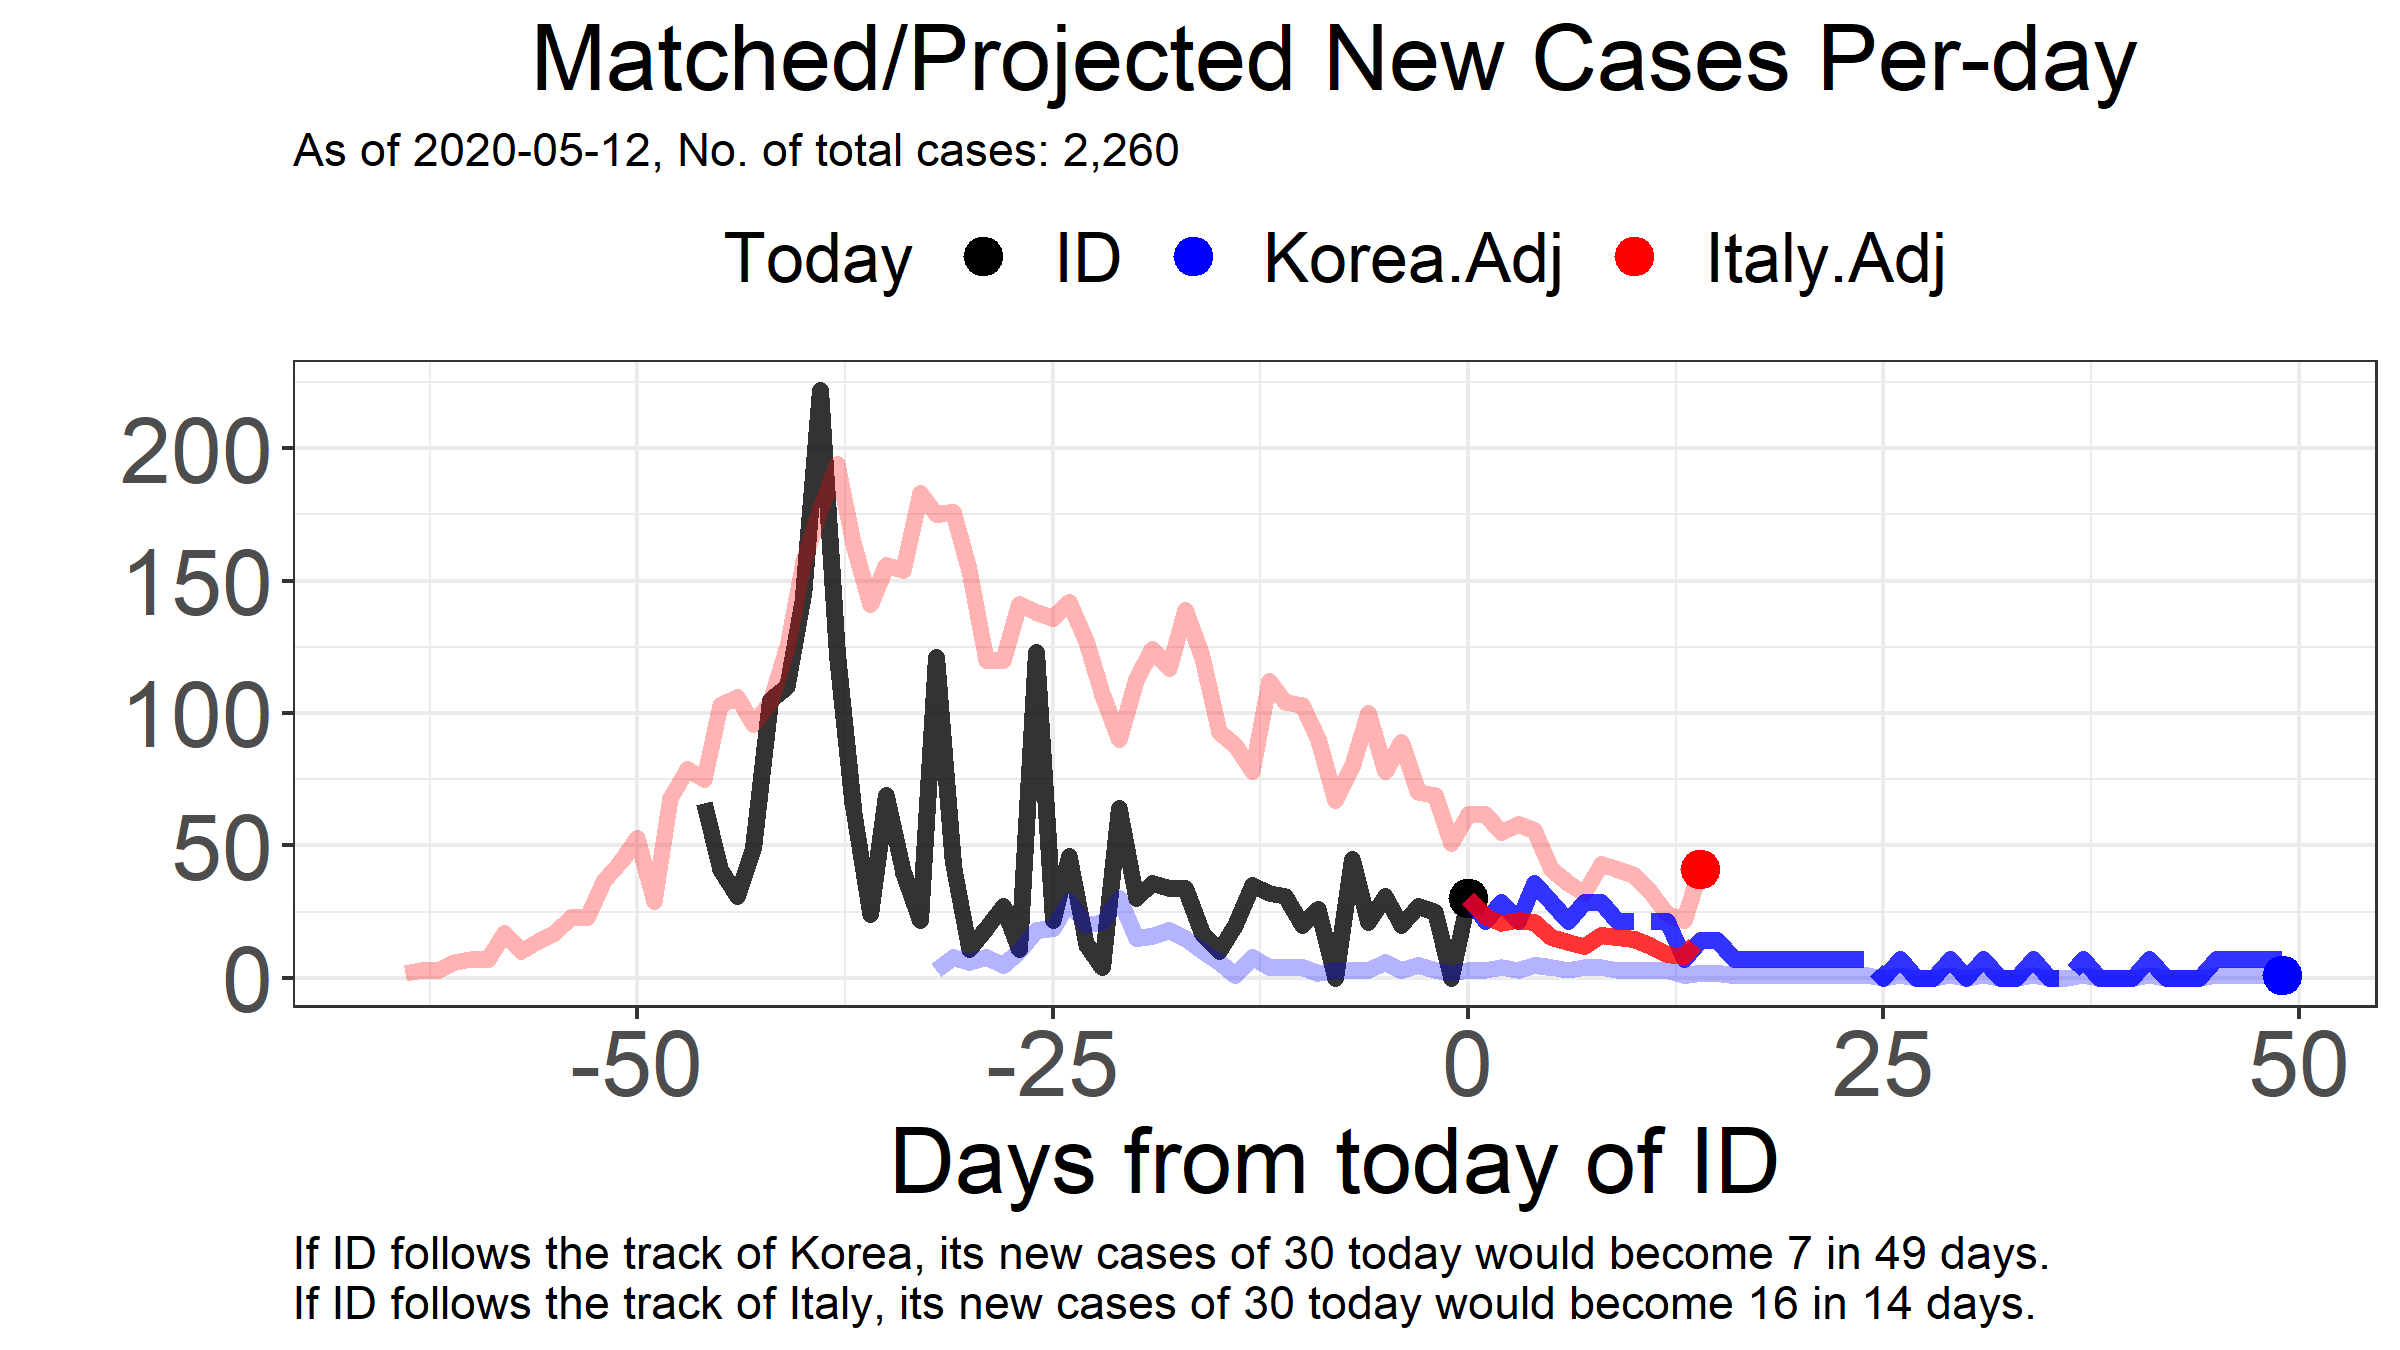 Matched/Projected New Cases Per-day
As of 2020-05-12, No. of total cases: 2,260
Today ID Korea.Adj Italy.Adj
200
150
100
50
0
-50 -25 0 25 50
Days from today of ID
If ID follows the track of Korea, its new cases of 30 today would become 7 in 49 days.
If ID follows the track of Italy, its new cases of 30 today would become 16 in 14 days.